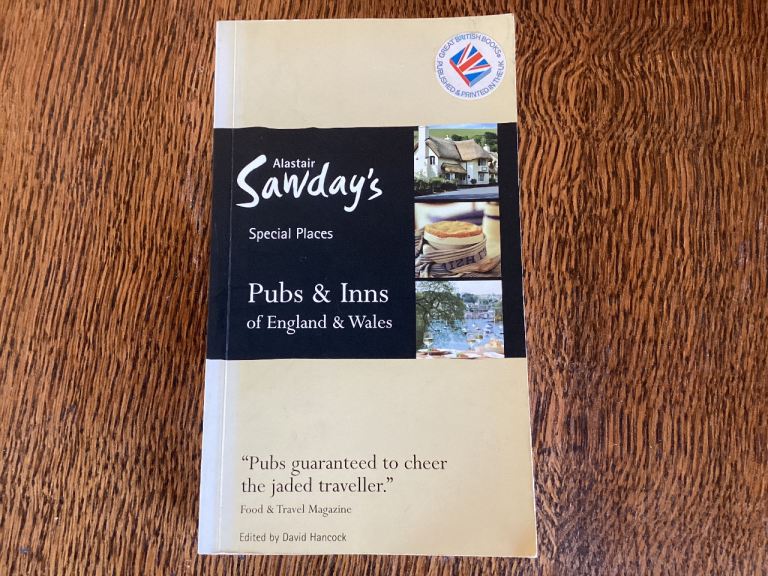 GREAT BRITISH BOOKS
PUBLISHED & PRINTED IN THE UK
Alastair
Sawday's
Special Places
Pubs & Inns
of England & Wales
“Pubs guaranteed to cheer
the jaded traveller.”
Food & Travel Magazine
Edited by David Hancock